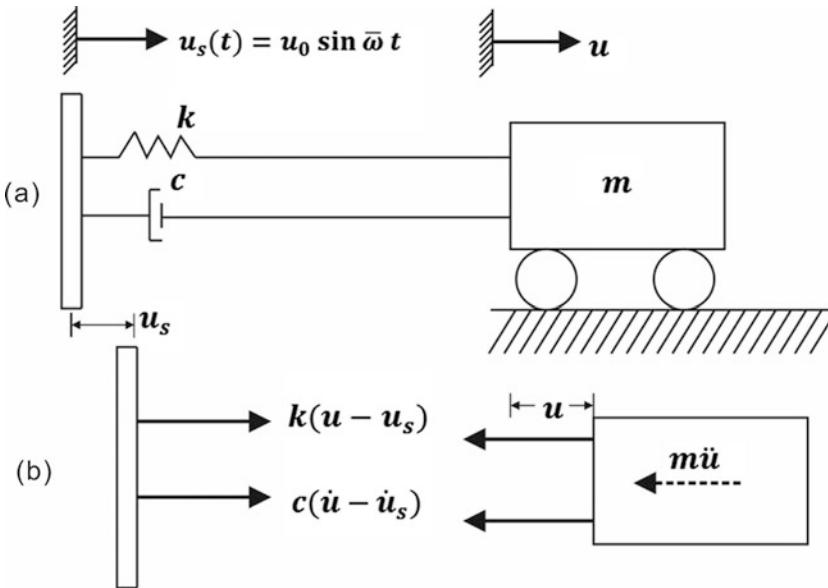 u_s(t) = u_0 sin ω̅ t
u
k
c
m
(a)
u_s
k(u − u_s)
u
mü
(b)
c(u̇ − u̇_s)